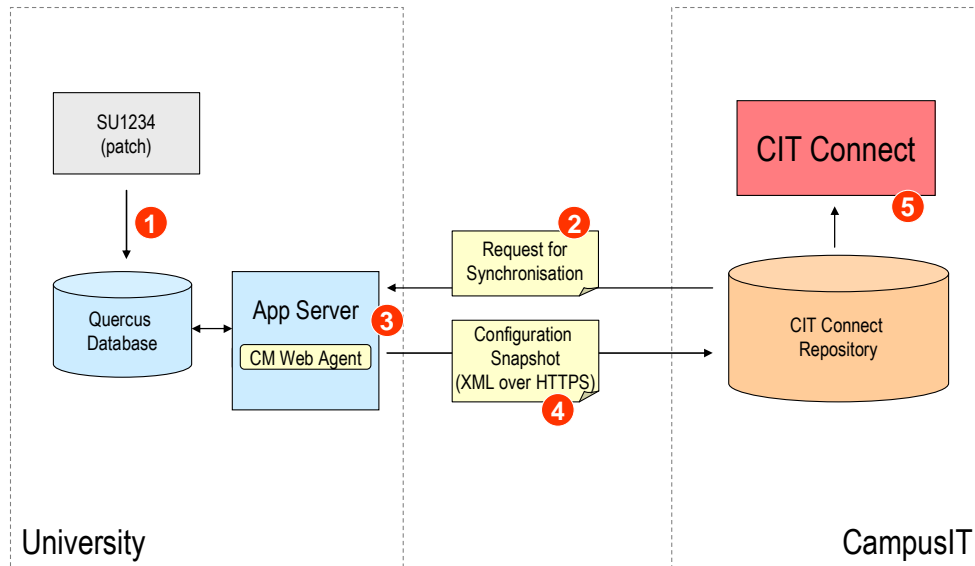 SU1234
(patch)
CIT Connect
1
2
5
Request for
Synchronisation
Quercus
Database
App Server
3
CM Web Agent
Configuration
Snapshot
(XML over HTTPS)
4
CIT Connect
Repository
University
CampusIT